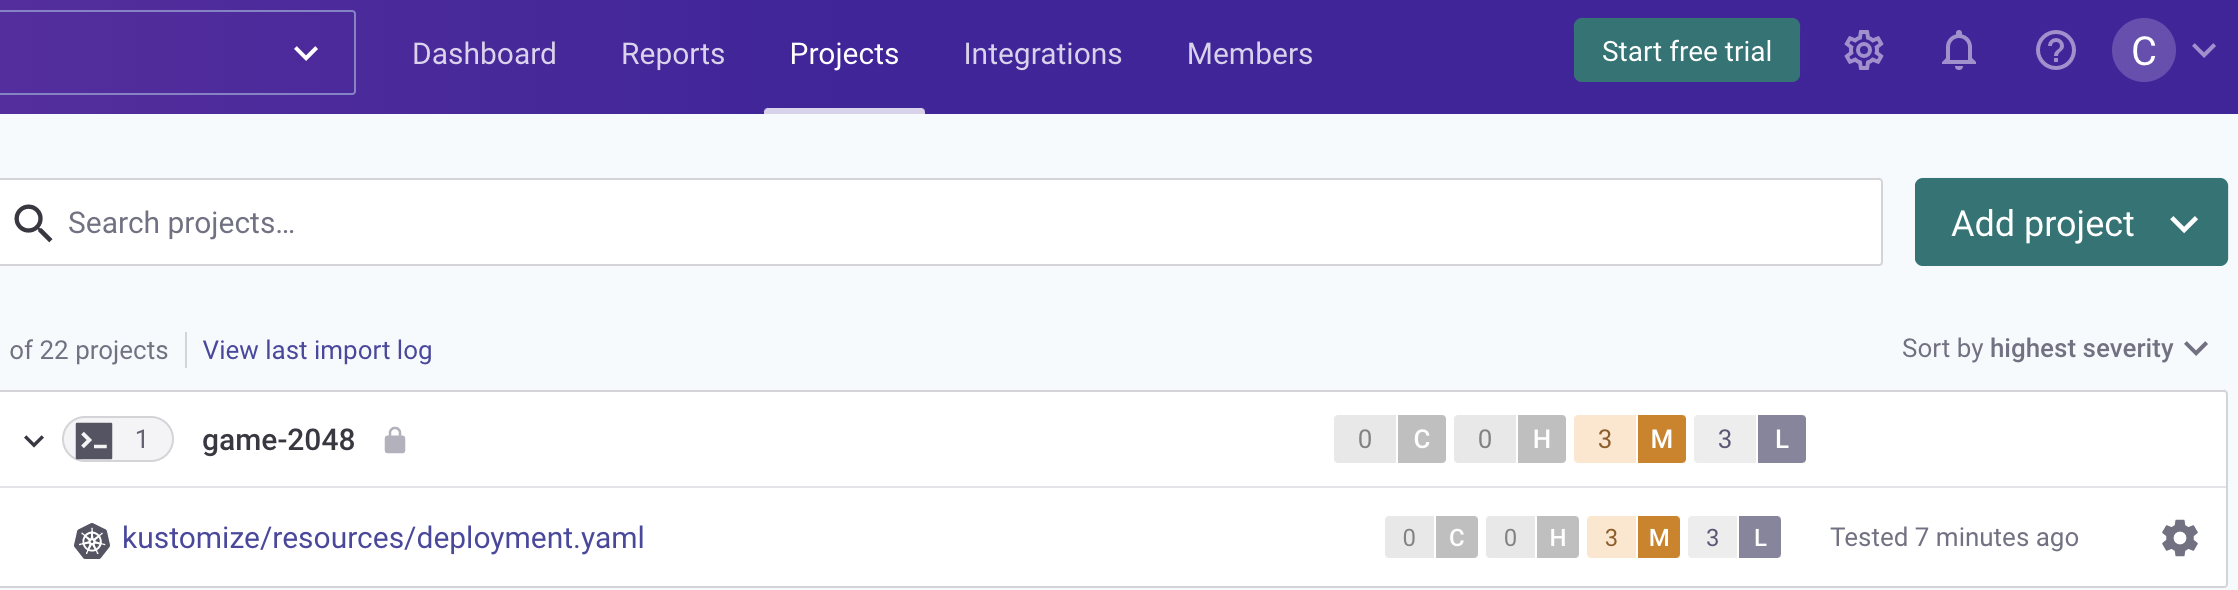 Dashboard Reports Projects Integrations Members Start free trial C
Search projects... Add project
of 22 projects View last import log Sort by highest severity
1 game-2048 0 C 0 H 3 M 3 L
kustomize/resources/deployment.yaml 0 C 0 H 3 M 3 L Tested 7 minutes ago